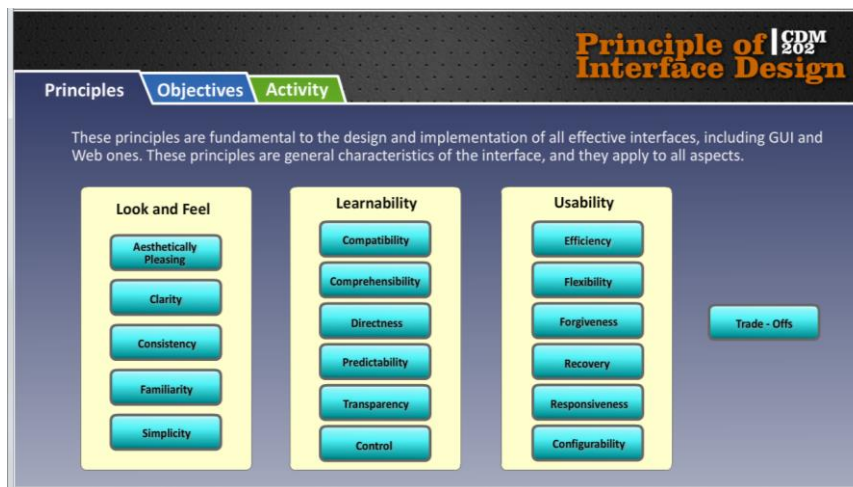 Principle of CDM 202
Interface Design
Principles
Objectives
Activity
These principles are fundamental to the design and implementation of all effective interfaces, including GUI and
Web ones. These principles are general characteristics of the interface, and they apply to all aspects.
Look and Feel
Aesthetically
Pleasing
Clarity
Consistency
Familiarity
Simplicity
Learnability
Compatibility
Comprehensibility
Directness
Predictability
Transparency
Control
Usability
Efficiency
Flexibility
Forgiveness
Recovery
Responsiveness
Configurability
Trade - Offs